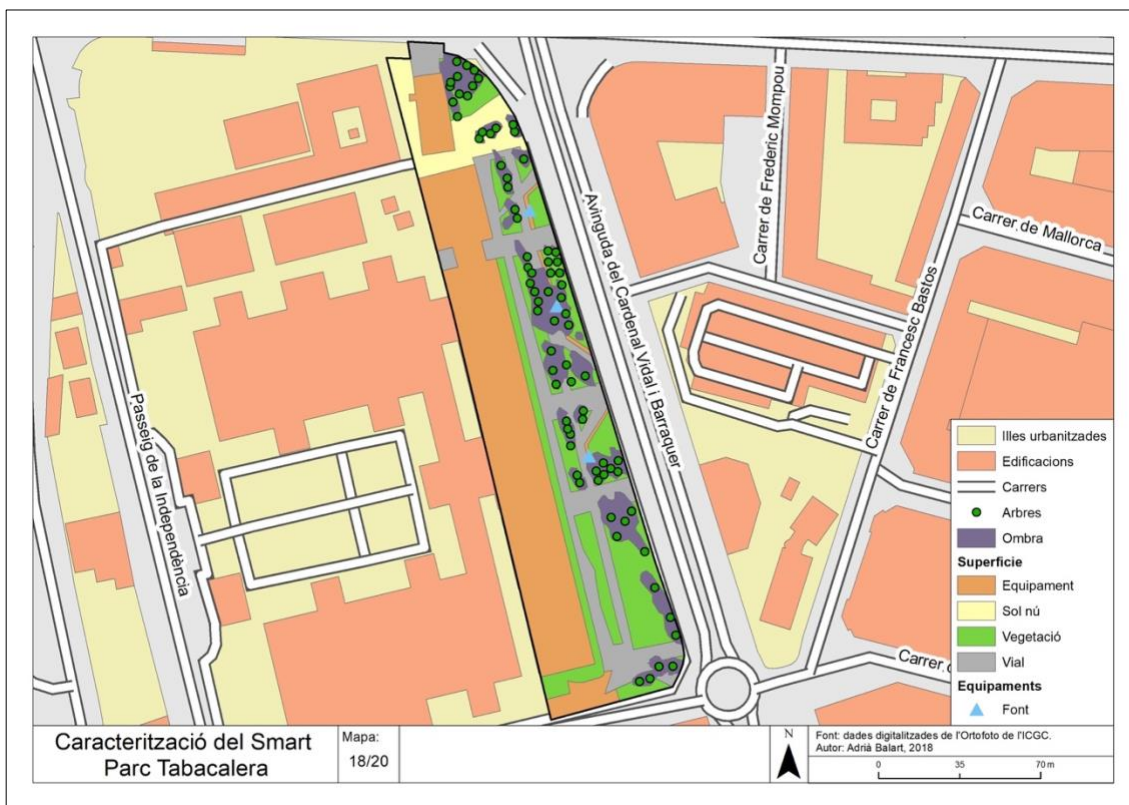 Carrer de Frederic Mompou
Avinguda del Cardenal Vidal i Barraquer
Carrer de Mallorca
Carrer de Francesc Bastos
Passeig de la Independència
Carrer
Illes urbanitzades
Edificacions
Carrers
Arbres
Ombra
Superfície
Equipament
Sol nú
Vegetació
Vial
Equipaments
Font
Caracterització del Smart
Parc Tabacalera
Mapa:
18/20
N
Font: dades digitalitzades de l'Ortofoto de l'ICGC.
Autor: Adrià Balart, 2018
0 35 70 m